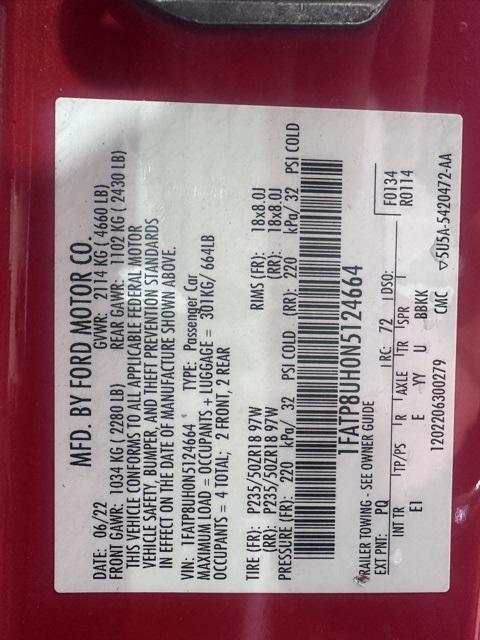 MFD. BY FORD MOTOR CO.
DATE: 06/22 GVWR: 2114 KG ( 4660 LB)
FRONT GAWR: 1034 KG ( 2280 LB) REAR GAWR: 1102 KG ( 2430 LB)
THIS VEHICLE CONFORMS TO ALL APPLICABLE FEDERAL MOTOR
VEHICLE SAFETY, BUMPER, AND THEFT PREVENTION STANDARDS
IN EFFECT ON THE DATE OF MANUFACTURE SHOWN ABOVE.
VIN: 1FATP8UH0N5124664 TYPE: Passenger Car
MAXIMUM LOAD = OCCUPANTS + LUGGAGE = 301KG/ 664LB
OCCUPANTS = 4 TOTAL; 2 FRONT, 2 REAR
TIRE (FR): P235/50ZR18 97W RIMS (FR): 18x8.0J
(RR): P235/50ZR18 97W (RR): 18x8.0J
PRESSURE (FR): 220 kPa/ 32 PSI COLD (RR): 220 kPa/ 32 PSI COLD
1FATP8UH0N5124664
TRAILER TOWING - SEE OWNER GUIDE
EXT PNT: PQ RC: 72 DSO: F0134
R0114
INT TR TP/PS R AXLE TR SPR
EI E YY U BBKK
1202206300279 CMC ▽5U5A-5420472-AA